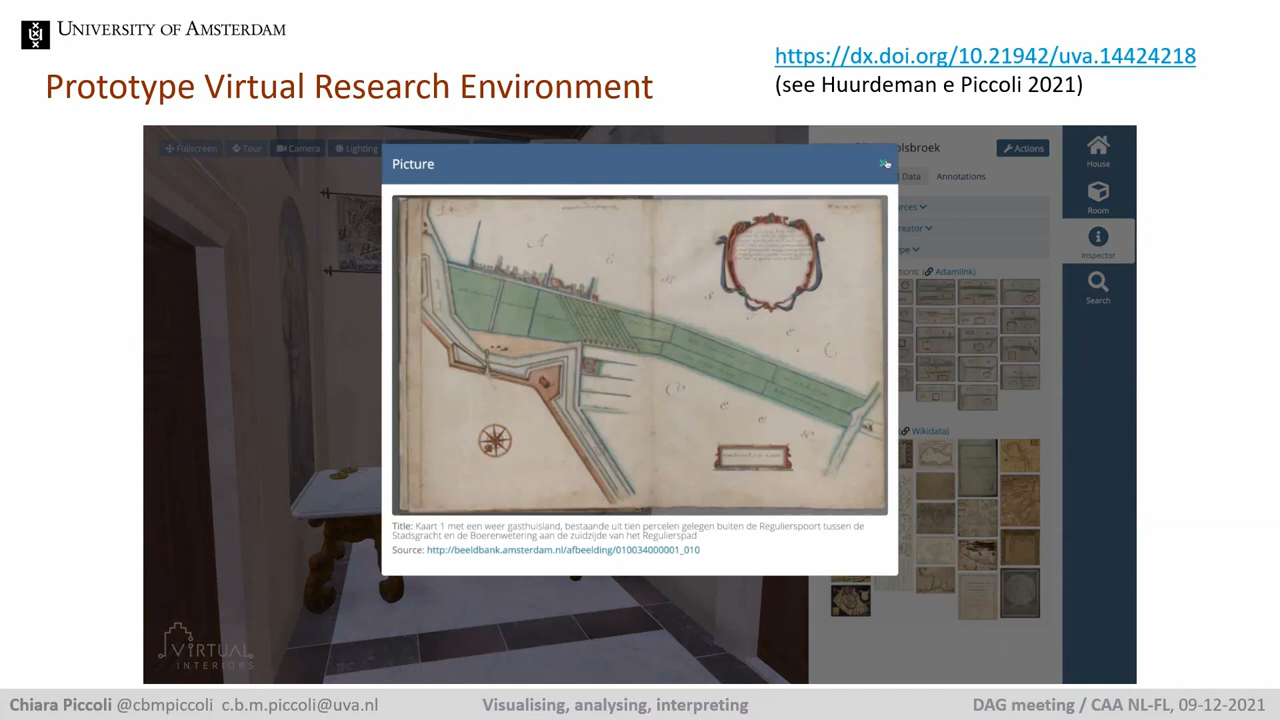 UNIVERSITY OF AMSTERDAM
https://dx.doi.org/10.21942/uva.14424218
(see Huurdeman e Piccoli 2021)
Prototype Virtual Research Environment
Fullscreen
Tour
Camera
Lighting
Picture
olsbroek
Actions
Data
Annotations
House
Room
Inspector
Search
Adamlink)
Wikidata)
Title: Kaart 1 met een weer gasthuisland, bestaande uit tien percelen gelegen buiten de Regulierspoort tussen de
Stadsgracht en de Boerenwetering aan de zuidzijde van het Regulierspad
Source: http://beeldbank.amsterdam.nl/afbeelding/010034000001_010
VIRTUAL
INTERIORS
Chiara Piccoli @cbmpiccoli c.b.m.piccoli@uva.nl
Visualising, analysing, interpreting
DAG meeting / CAA NL-FL, 09-12-2021